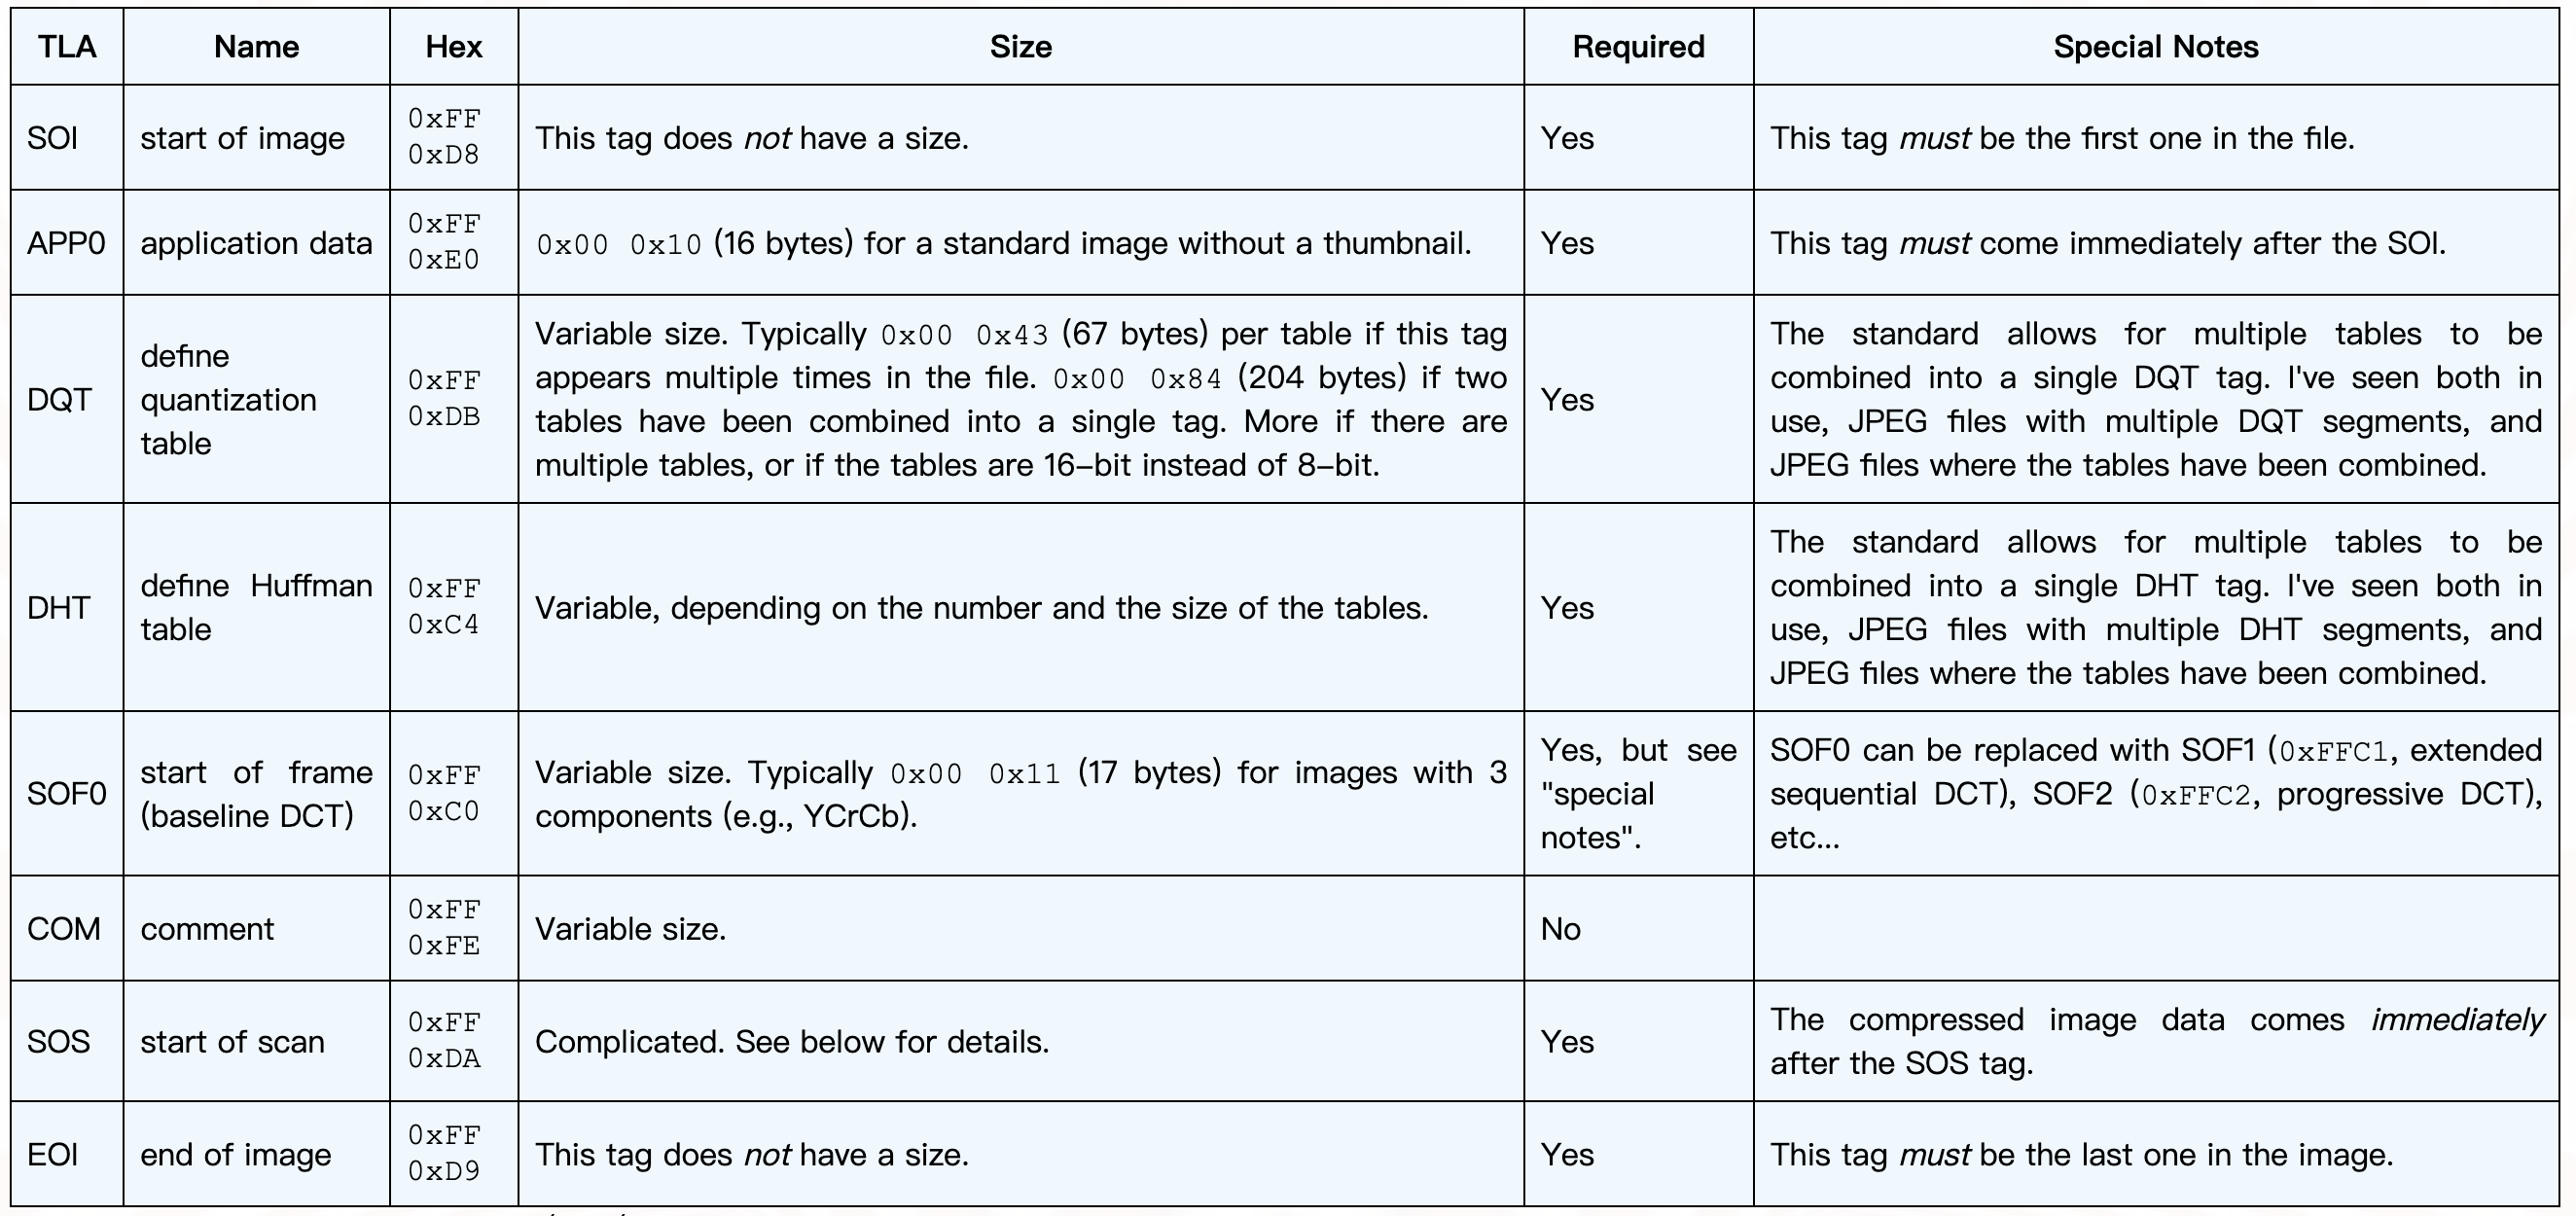 TLA Name Hex Size Required Special Notes
SOI start of image 0xFF 0xD8 This tag does not have a size. Yes This tag must be the first one in the file.
APP0 application data 0xFF 0xE0 0x00 0x10 (16 bytes) for a standard image without a thumbnail. Yes This tag must come immediately after the SOI.
DQT
define
quantization
table
0xFF
0xDB
Variable size. Typically 0x00 0x43 (67 bytes) per table if this tag
appears multiple times in the file. 0x00 0x84 (204 bytes) if two
tables have been combined into a single tag. More if there are
multiple tables, or if the tables are 16-bit instead of 8-bit.
Yes
The standard allows for multiple tables to be
combined into a single DQT tag. I've seen both in
use, JPEG files with multiple DQT segments, and
JPEG files where the tables have been combined.
DHT
define Huffman
table
0xFF
0xC4
Variable, depending on the number and the size of the tables.
Yes
The standard allows for multiple tables to be
combined into a single DHT tag. I've seen both in
use, JPEG files with multiple DHT segments, and
JPEG files where the tables have been combined.
SOF0
start of frame
(baseline DCT)
0xFF
0xC0
Variable size. Typically 0x00 0x11 (17 bytes) for images with 3
components (e.g., YCrCb).
Yes, but see
"special
notes".
SOF0 can be replaced with SOF1 (0xFFC1, extended
sequential DCT), SOF2 (0xFFC2, progressive DCT),
etc...
COM
comment
0xFF
0xFE
Variable size.
No
SOS
start of scan
0xFF
0xDA
Complicated. See below for details.
Yes
The compressed image data comes immediately
after the SOS tag.
EOI
end of image
0xFF
0xD9
This tag does not have a size.
Yes
This tag must be the last one in the image.